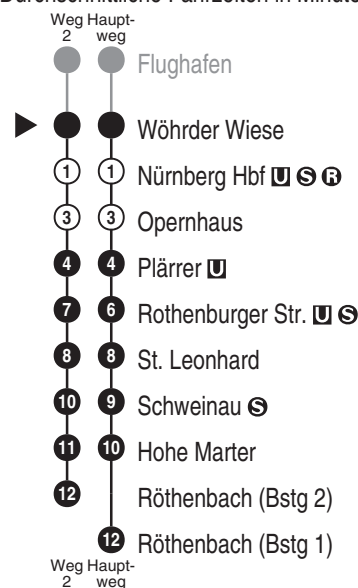 Durchschnittliche Fahrzeiten in Minute
Weg Haupt-
2 weg
Flughafen
Wöhrder Wiese
1 1 Nürnberg Hbf U S R
3 3 Opernhaus
4 4 Plärrer U
7 6 Rothenburger Str. U S
8 8 St. Leonhard
10 9 Schweinau S
11 10 Hohe Marter
12 Röthenbach (Bstg 2)
12 Röthenbach (Bstg 1)
Weg Haupt-
2 weg